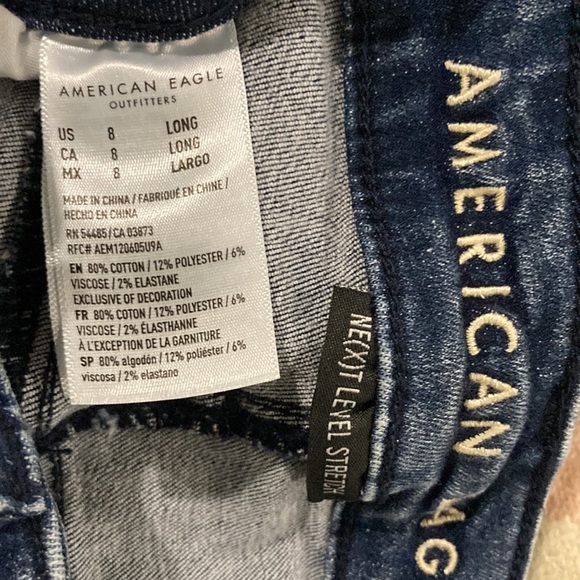 AMERICAN EAGLE
OUTFITTERS
US 8 LONG
CA 8 LONG
MX 8 LARGO
MADE IN CHINA / FABRIQUÉ EN CHINE /
HECHO EN CHINA
RN 54485 / CA 03873
RFC# AEM120605U9A
EN 80% COTTON / 12% POLYESTER / 6%
VISCOSE / 2% ELASTANE
EXCLUSIVE OF DECORATION
FR 80% COTON / 12% POLYESTER / 6%
VISCOSE / 2% ÉLASTHANNE
À L'EXCEPTION DE LA GARNITURE
SP 80% algodón / 12% poliéster / 6%
viscosa / 2% elastano
NE(X)T LEVEL STRETCH
AMERICAN
AG